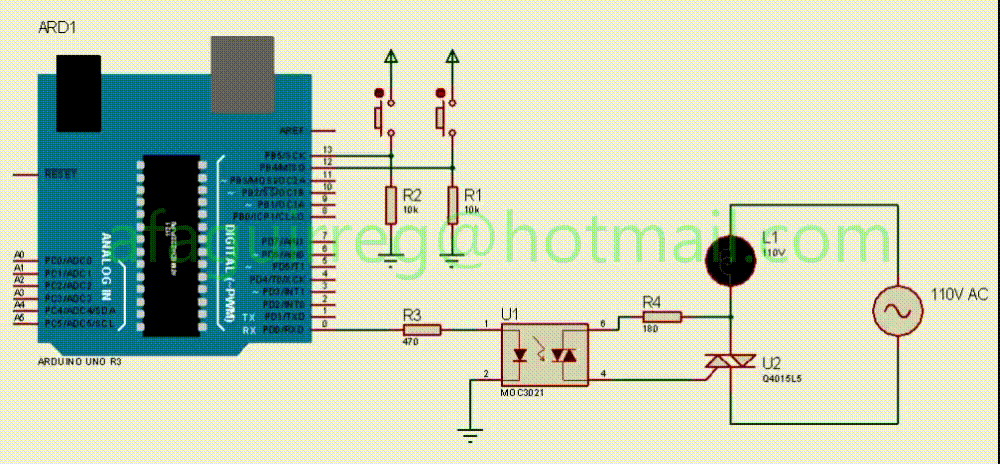 ARD1
AREF
RESET
PB5/SCK 13
PB4/MISO 12
~ PB3/MOSI/OC2A 11
~ PB2/SS/OC1B 10
~ PB1/OC1A 9
PB0/ICP1/CLKO 8
PD7/AIN1 7
~ PD6/AIN0 6
~ PD5/T1 5
PD4/T0/XCK 4
~ PD3/INT1 3
PD2/INT0 2
TX PD1/TXD 1
RX PD0/RXD 0
DIGITAL (~PWM)
ANALOG IN
A0 PC0/ADC0
A1 PC1/ADC1
A2 PC2/ADC2
A3 PC3/ADC3
A4 PC4/ADC4/SDA
A5 PC5/ADC5/SCL
ARDUINO UNO R3
R2
10k
R1
10k
afaguirreg@hotmail.com
L1
110V
110V AC
R3
470
U1
1
2
6
4
MOC3021
R4
180
U2
Q4015L5